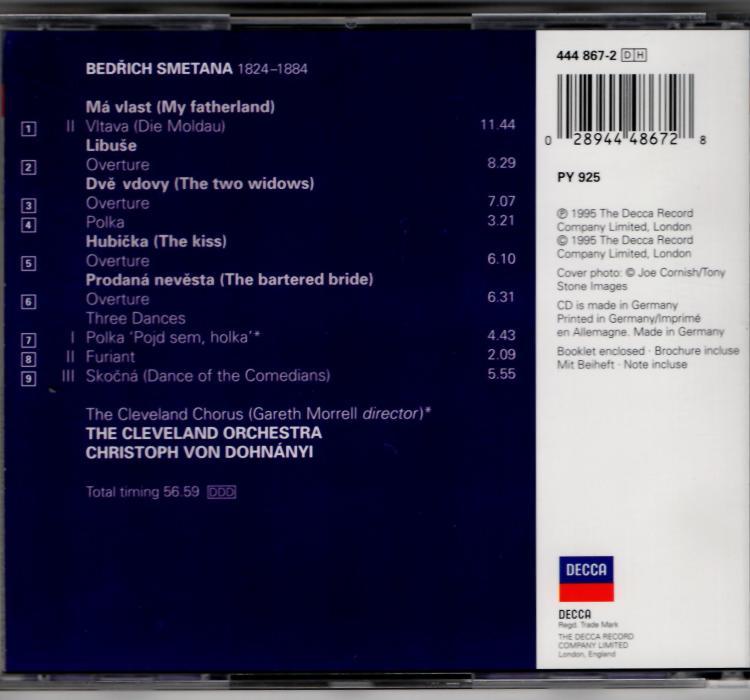 BEDŘICH SMETANA 1824–1884
Má vlast (My fatherland)
1 II Vltava (Die Moldau) 11.44
Libuše
2 Overture 8.29
Dvě vdovy (The two widows)
3 Overture 7.07
4 Polka 3.21
Hubička (The kiss)
5 Overture 6.10
Prodaná nevěsta (The bartered bride)
6 Overture 6.31
Three Dances
7 I Polka ‘Pojd sem, holka’* 4.43
8 II Furiant 2.09
9 III Skočná (Dance of the Comedians) 5.55
The Cleveland Chorus (Gareth Morrell director)*
THE CLEVELAND ORCHESTRA
CHRISTOPH VON DOHNÁNYI
Total timing 56.59 DDD
444 867-2 DH
0 28944 48672 8
PY 925
℗ 1995 The Decca Record
Company Limited, London
© 1995 The Decca Record
Company Limited, London
Cover photo: © Joe Cornish/Tony
Stone Images
CD is made in Germany
Printed in Germany/Imprimé
en Allemagne. Made in Germany
Booklet enclosed · Brochure incluse
Mit Beiheft · Note incluse
DECCA
DECCA
Regd. Trade Mark
THE DECCA RECORD
COMPANY LIMITED
London, England